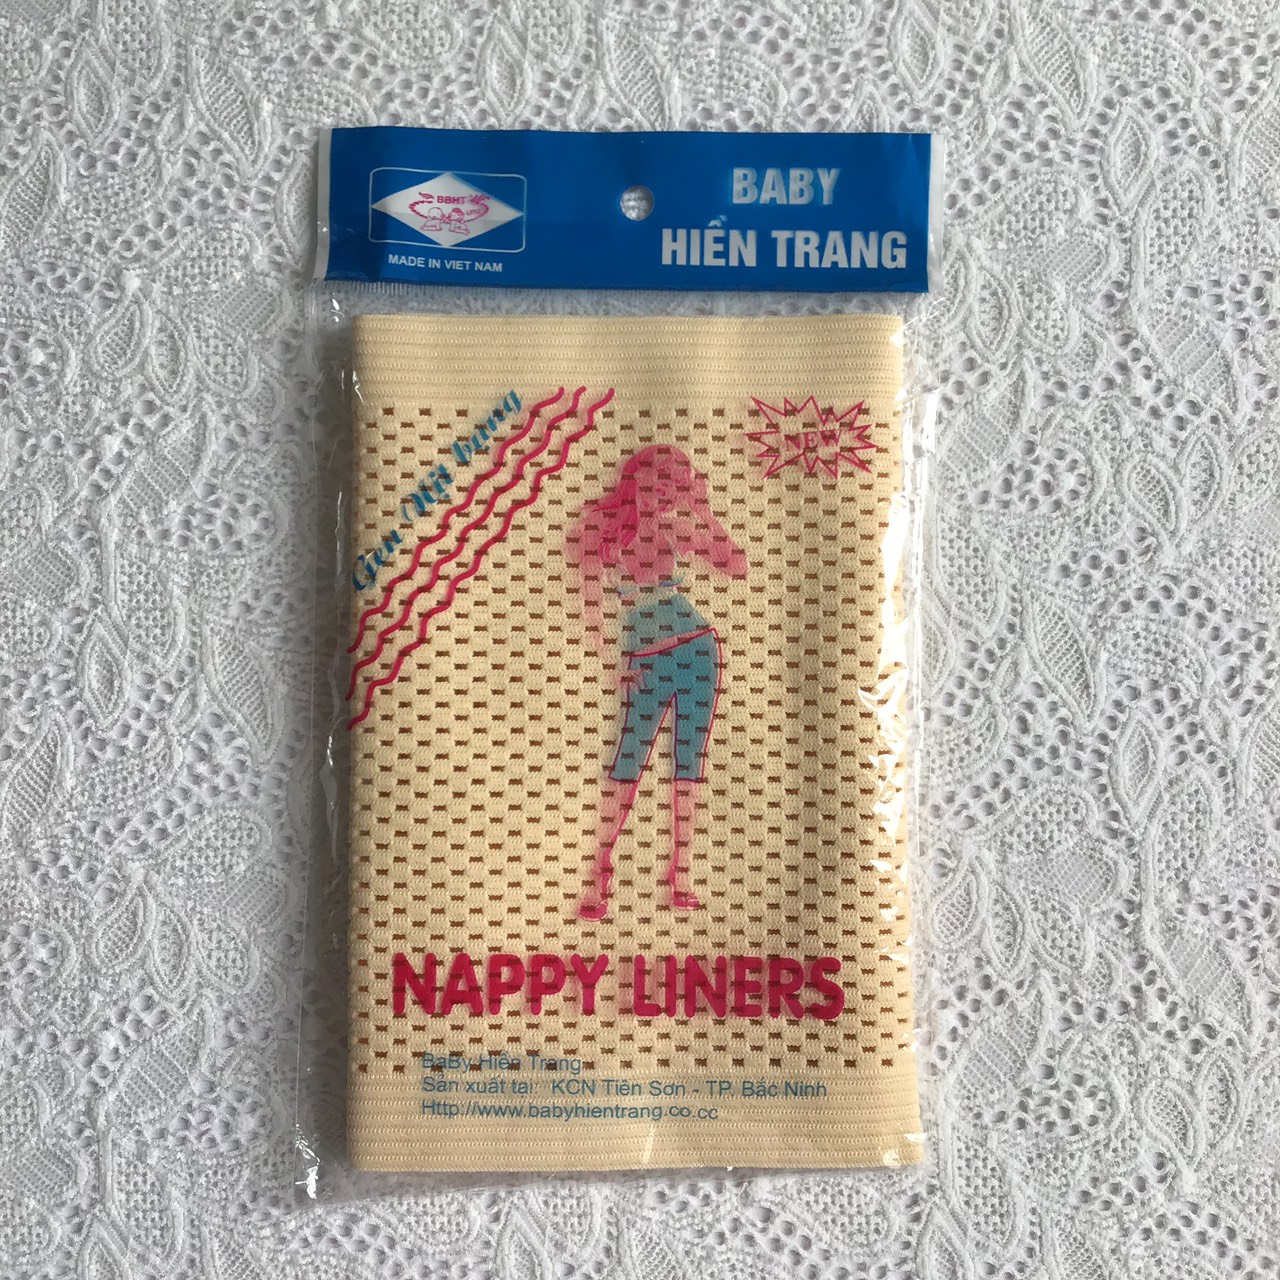 BBHT
MADE IN VIET NAM
BABY
HIỀN TRANG
Gen Nịt bụng
NEW
NAPPY LINERS
BaBy Hiền Trang
Sản xuất tại: KCN Tiên Sơn - TP. Bắc Ninh
Http://www.babyhientrang.co.cc